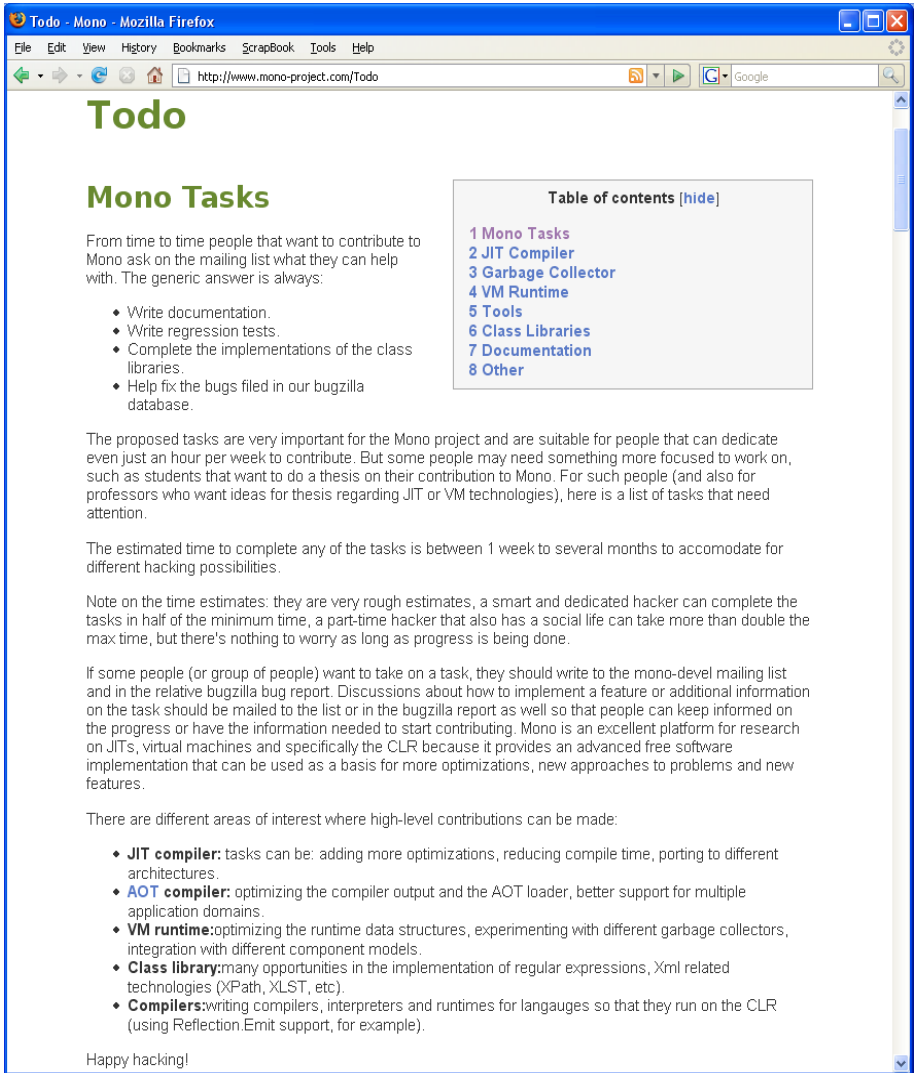 Todo - Mono - Mozilla Firefox
File Edit View History Bookmarks ScrapBook Tools Help
http://www.mono-project.com/Todo
G Google
Todo
Mono Tasks
From time to time people that want to contribute to
Mono ask on the mailing list what they can help
with. The generic answer is always:
Write documentation.
Write regression tests.
Complete the implementations of the class
libraries.
Help fix the bugs filed in our bugzilla
database.
Table of contents [hide]
1 Mono Tasks
2 JIT Compiler
3 Garbage Collector
4 VM Runtime
5 Tools
6 Class Libraries
7 Documentation
8 Other
The proposed tasks are very important for the Mono project and are suitable for people that can dedicate
even just an hour per week to contribute. But some people may need something more focused to work on,
such as students that want to do a thesis on their contribution to Mono. For such people (and also for
professors who want ideas for thesis regarding JIT or VM technologies), here is a list of tasks that need
attention.
The estimated time to complete any of the tasks is between 1 week to several months to accomodate for
different hacking possibilities.
Note on the time estimates: they are very rough estimates, a smart and dedicated hacker can complete the
tasks in half of the minimum time, a part-time hacker that also has a social life can take more than double the
max time, but there's nothing to worry as long as progress is being done.
If some people (or group of people) want to take on a task, they should write to the mono-devel mailing list
and in the relative bugzilla bug report. Discussions about how to implement a feature or additional information
on the task should be mailed to the list or in the bugzilla report as well so that people can keep informed on
the progress or have the information needed to start contributing. Mono is an excellent platform for research
on JITs, virtual machines and specifically the CLR because it provides an advanced free software
implementation that can be used as a basis for more optimizations, new approaches to problems and new
features.
There are different areas of interest where high-level contributions can be made:
JIT compiler: tasks can be: adding more optimizations, reducing compile time, porting to different
architectures.
AOT compiler: optimizing the compiler output and the AOT loader, better support for multiple
application domains.
VM runtime:optimizing the runtime data structures, experimenting with different garbage collectors,
integration with different component models.
Class library:many opportunities in the implementation of regular expressions, Xml related
technologies (XPath, XLST, etc).
Compilers:writing compilers, interpreters and runtimes for langauges so that they run on the CLR
(using Reflection.Emit support, for example).
Happy hacking!